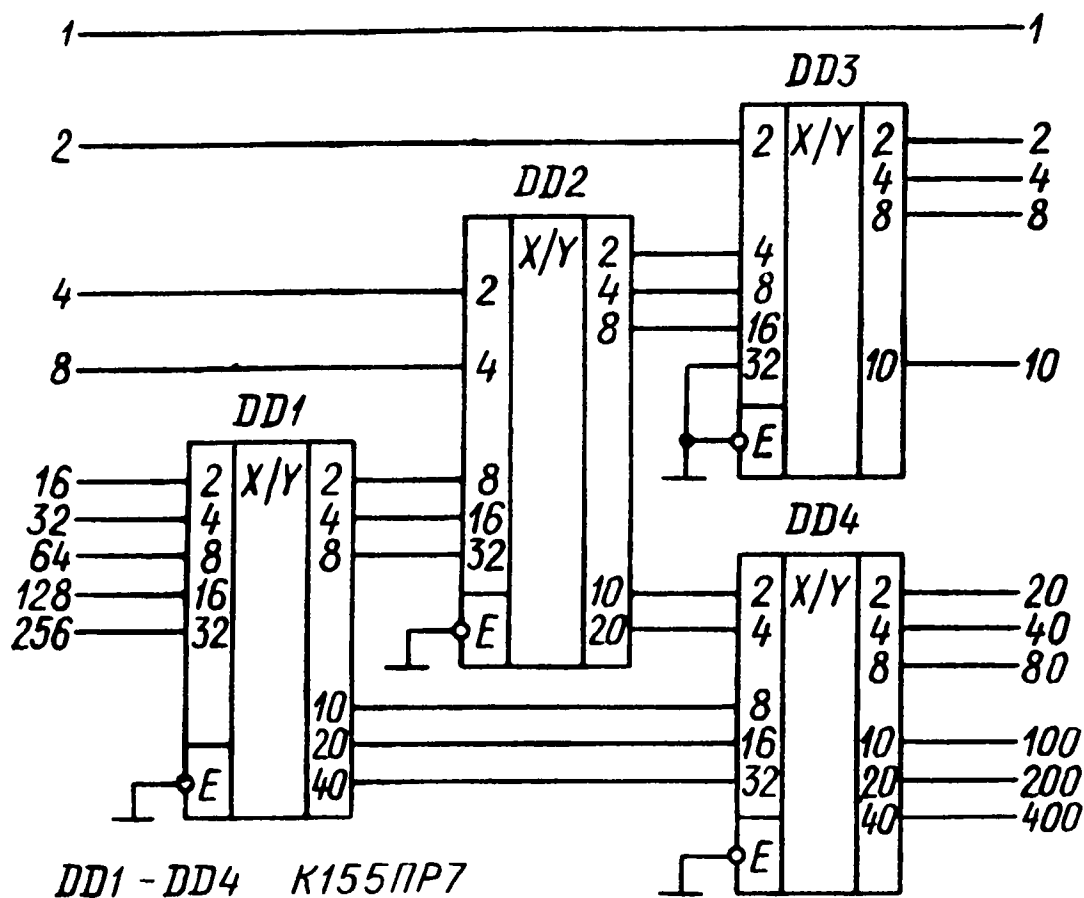 1 1
DD3
2 2 X/Y 2 2
4 4
8 8
DD2
X/Y 2 4
4 2 4 8
8 16
8 4 32 10 10
E
DD1
16 2 X/Y 2 8
32 4 4 16
64 8 8 32
128 16
256 32
10
E 20
DD4
2 X/Y 2 20
4 4 40
8 80
10 8
20 16 10 100
E 40 32 20 200
40 400
E
DD1 - DD4 К155ПР7